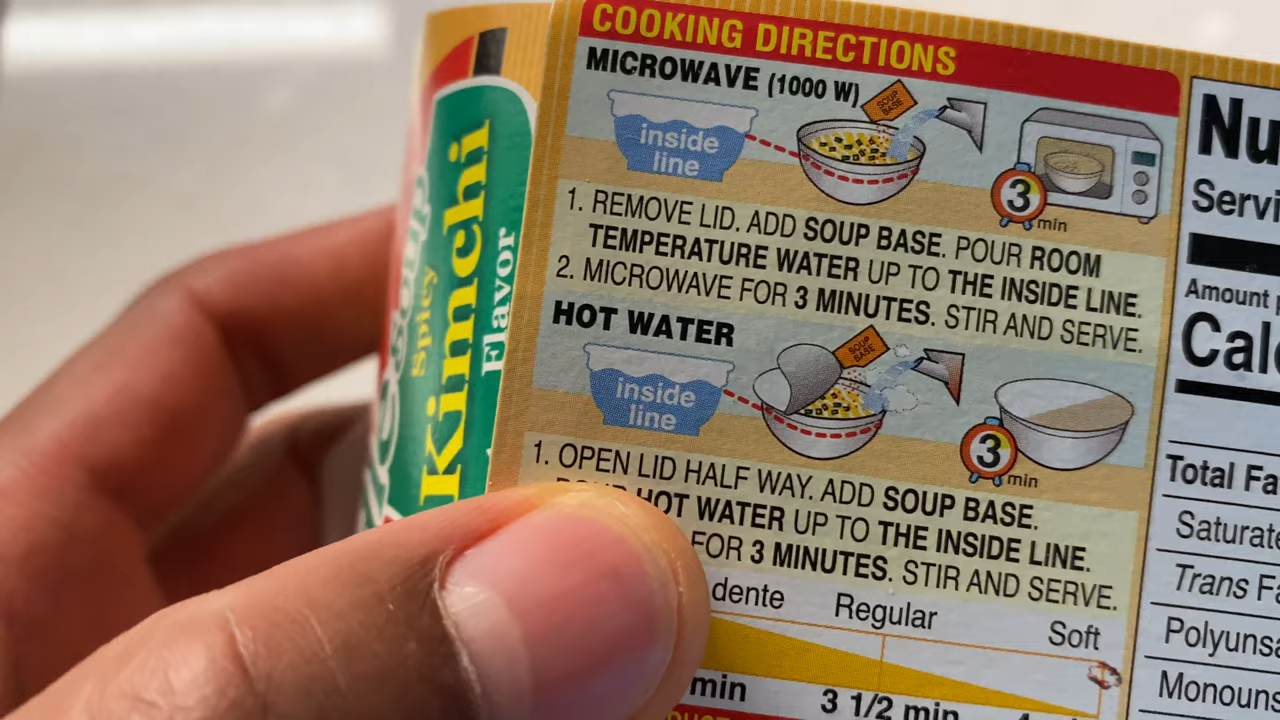 COOKING DIRECTIONS
MICROWAVE (1000 W)
SOUP
BASE
inside
line
3
min
1. REMOVE LID. ADD SOUP BASE. POUR ROOM
TEMPERATURE WATER UP TO THE INSIDE LINE.
2. MICROWAVE FOR 3 MINUTES. STIR AND SERVE.
HOT WATER
SOUP
BASE
inside
line
3
min
1. OPEN LID HALF WAY. ADD SOUP BASE.
HOT WATER UP TO THE INSIDE LINE.
FOR 3 MINUTES. STIR AND SERVE.
dente Regular Soft
min 3 1/2 min
Spicy
Kimchi
Flavor
Nu
Servi
Amount
Calo
Total Fa
Saturate
Trans Fa
Polyunsa
Monouns